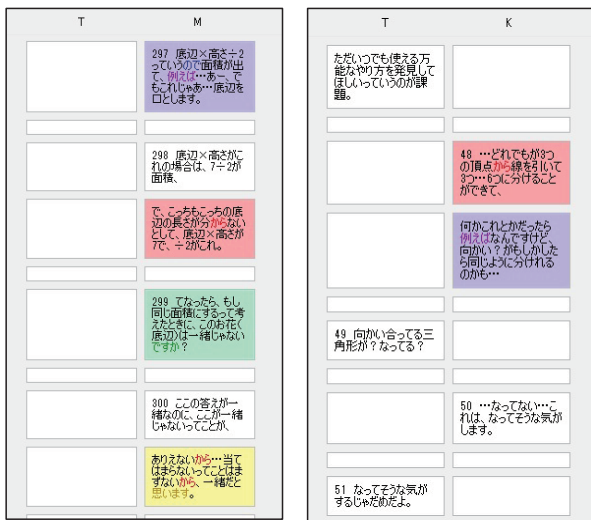 T
M
297 底辺×高さ÷2
っていうので面積が出
て、例えば…あー、で
もこれじゃあ…底辺を
口とします。
298 底辺×高さがこ
れの場合は、7÷2が
面積、
で、こっちもこっちの底
辺の長さが分からない
として、底辺×高さが
7で、÷2がこれ。
299 てなったら、もし
同じ面積にするって考
えたときに、このお花(
底辺)は一緒じゃない
ですか?
300 ここの答えが一
緒なのに、ここが一緒
じゃないってことが、
ありえないから…当て
はまらないってことはま
ずないから、一緒だと
思います。
T
K
ただいつでも使える万
能なやり方を発見して
ほしいっていうのが課
題。
48 …どれでもが3つ
の頂点から線を引いて
3つ…6つに分けること
ができて、
何かこれとかだったら
例えばなんですけど、
向かい?がもしかした
ら同じように分けれる
のかも…
49 向かい合ってる三
角形が?なってる?
50 …なってない…こ
れは、なってそうな気が
します。
51 なってそうな気が
するじゃだめだよ。